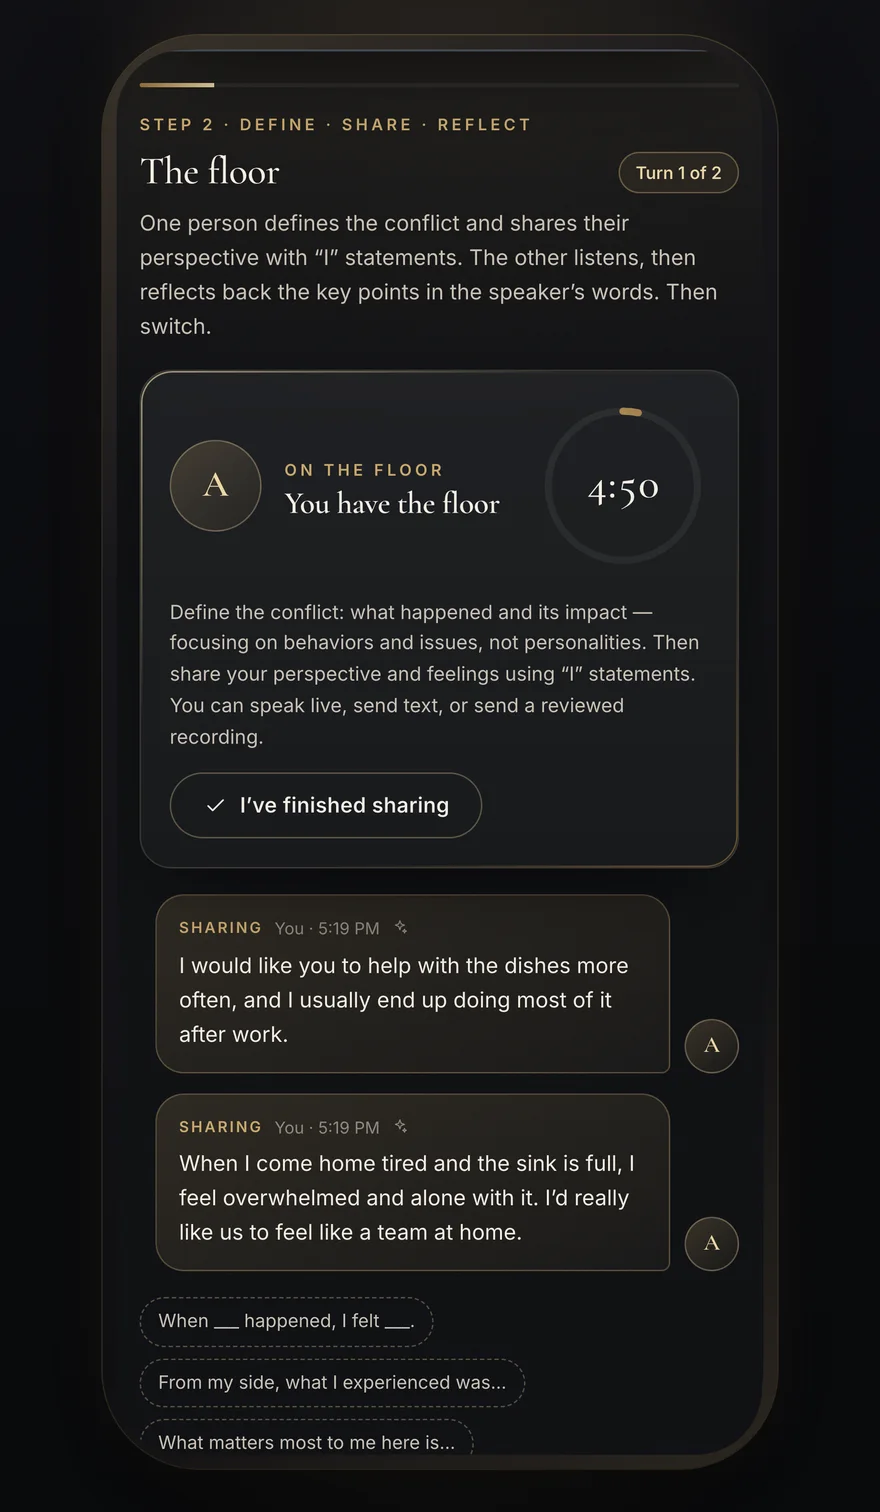 STEP 2 · DEFINE · SHARE · REFLECT
The floor
Turn 1 of 2
One person defines the conflict and shares their
perspective with “I” statements. The other listens, then
reflects back the key points in the speaker’s words. Then
switch.
A
ON THE FLOOR
You have the floor
4:50
Define the conflict: what happened and its impact —
focusing on behaviors and issues, not personalities. Then
share your perspective and feelings using “I” statements.
You can speak live, send text, or send a reviewed
recording.
I’ve finished sharing
SHARING You · 5:19 PM
I would like you to help with the dishes more
often, and I usually end up doing most of it
after work.
A
SHARING You · 5:19 PM
When I come home tired and the sink is full, I
feel overwhelmed and alone with it. I’d really
like us to feel like a team at home.
A
When ___ happened, I felt ___.
From my side, what I experienced was…
What matters most to me here is…